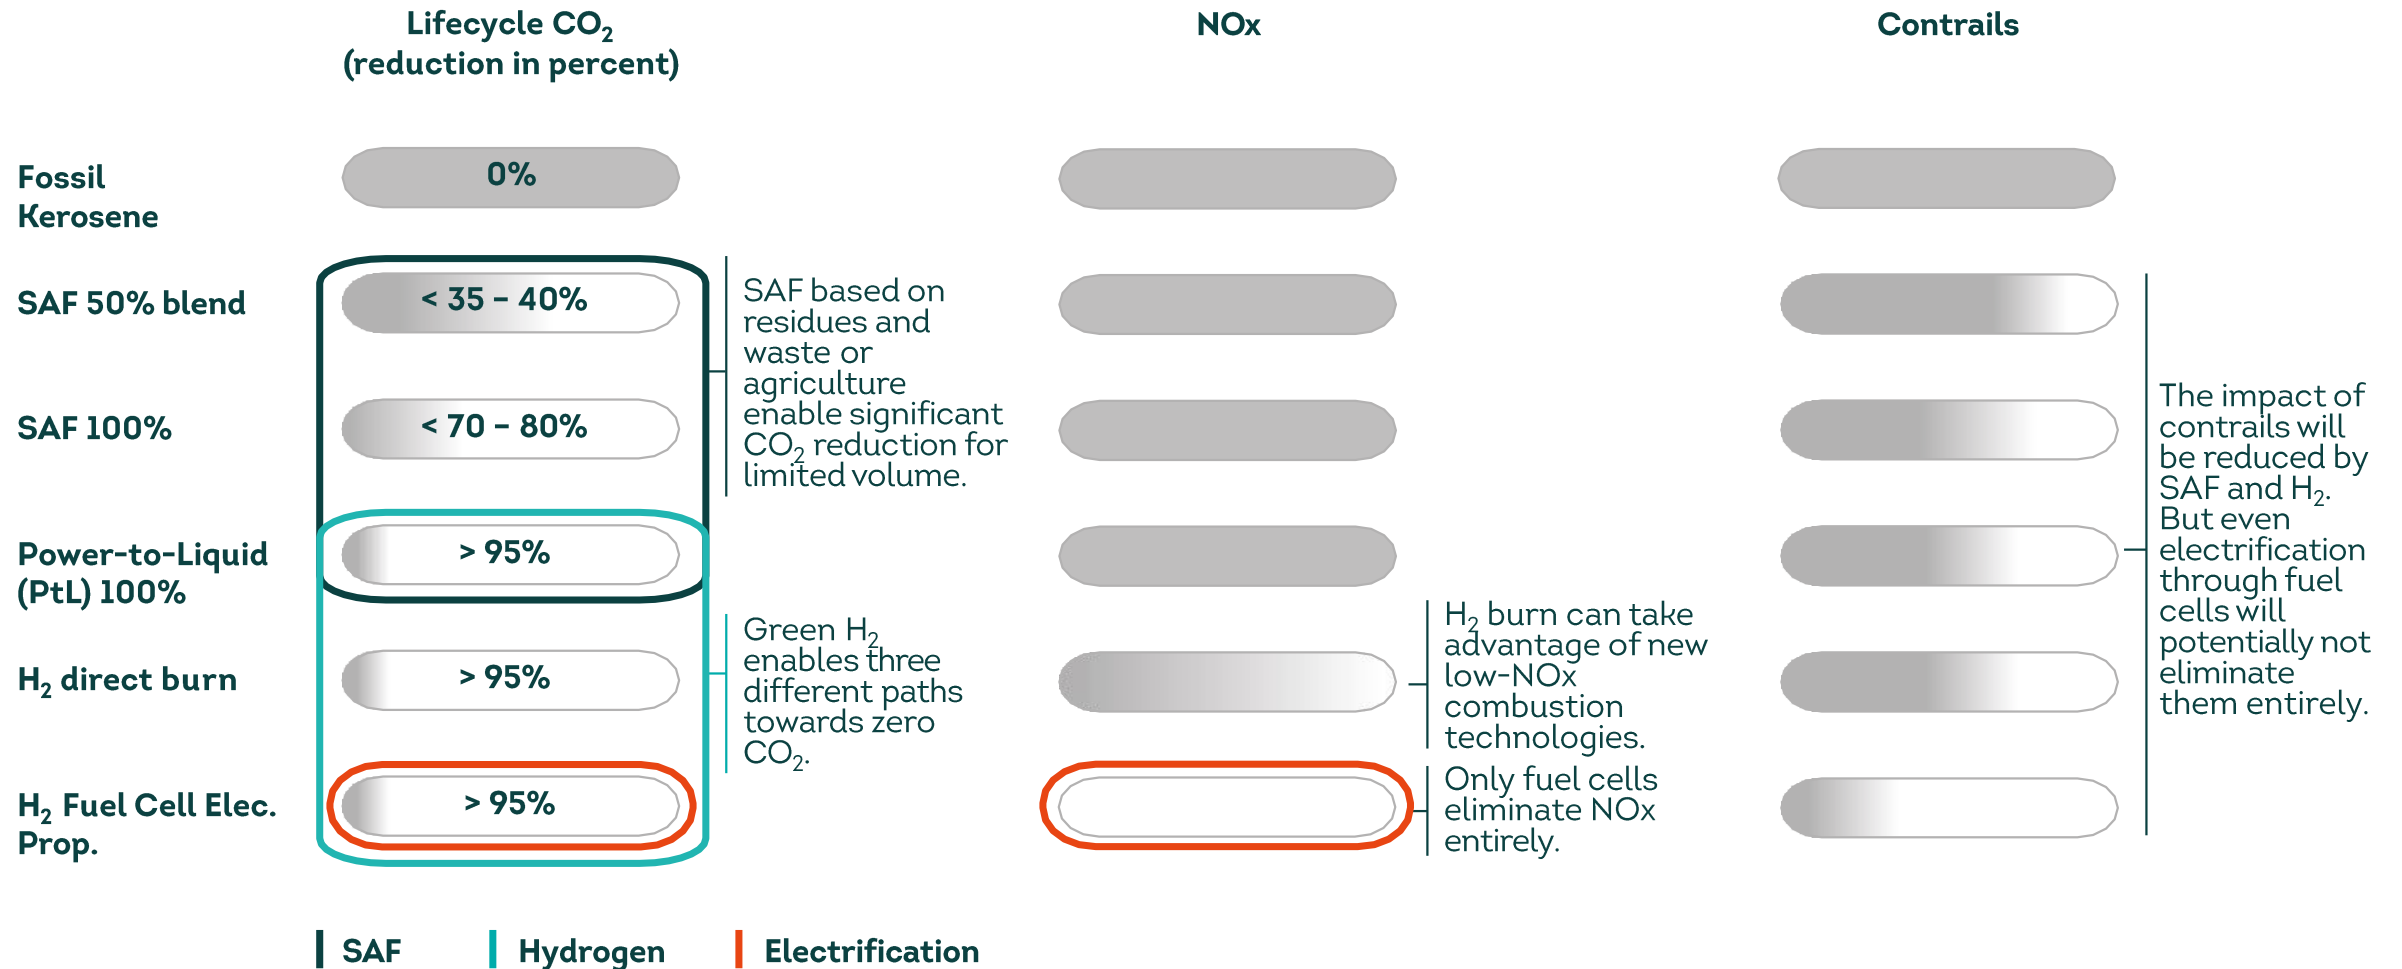 Lifecycle CO₂
(reduction in percent)
NOx
Contrails
Fossil
Kerosene
0%
SAF 50% blend
< 35 – 40%
SAF based on
residues and
waste or
agriculture
enable significant
CO₂ reduction for
limited volume.
SAF 100%
< 70 – 80%
Power-to-Liquid
(PtL) 100%
> 95%
H₂ direct burn
> 95%
Green H₂
enables three
different paths
towards zero
CO₂.
H₂ burn can take
advantage of new
low-NOx
combustion
technologies.
H₂ Fuel Cell Elec.
Prop.
> 95%
Only fuel cells
eliminate NOx
entirely.
The impact of
contrails will
be reduced by
SAF and H₂.
But even
electrification
through fuel
cells will
potentially not
eliminate
them entirely.
SAF
Hydrogen
Electrification